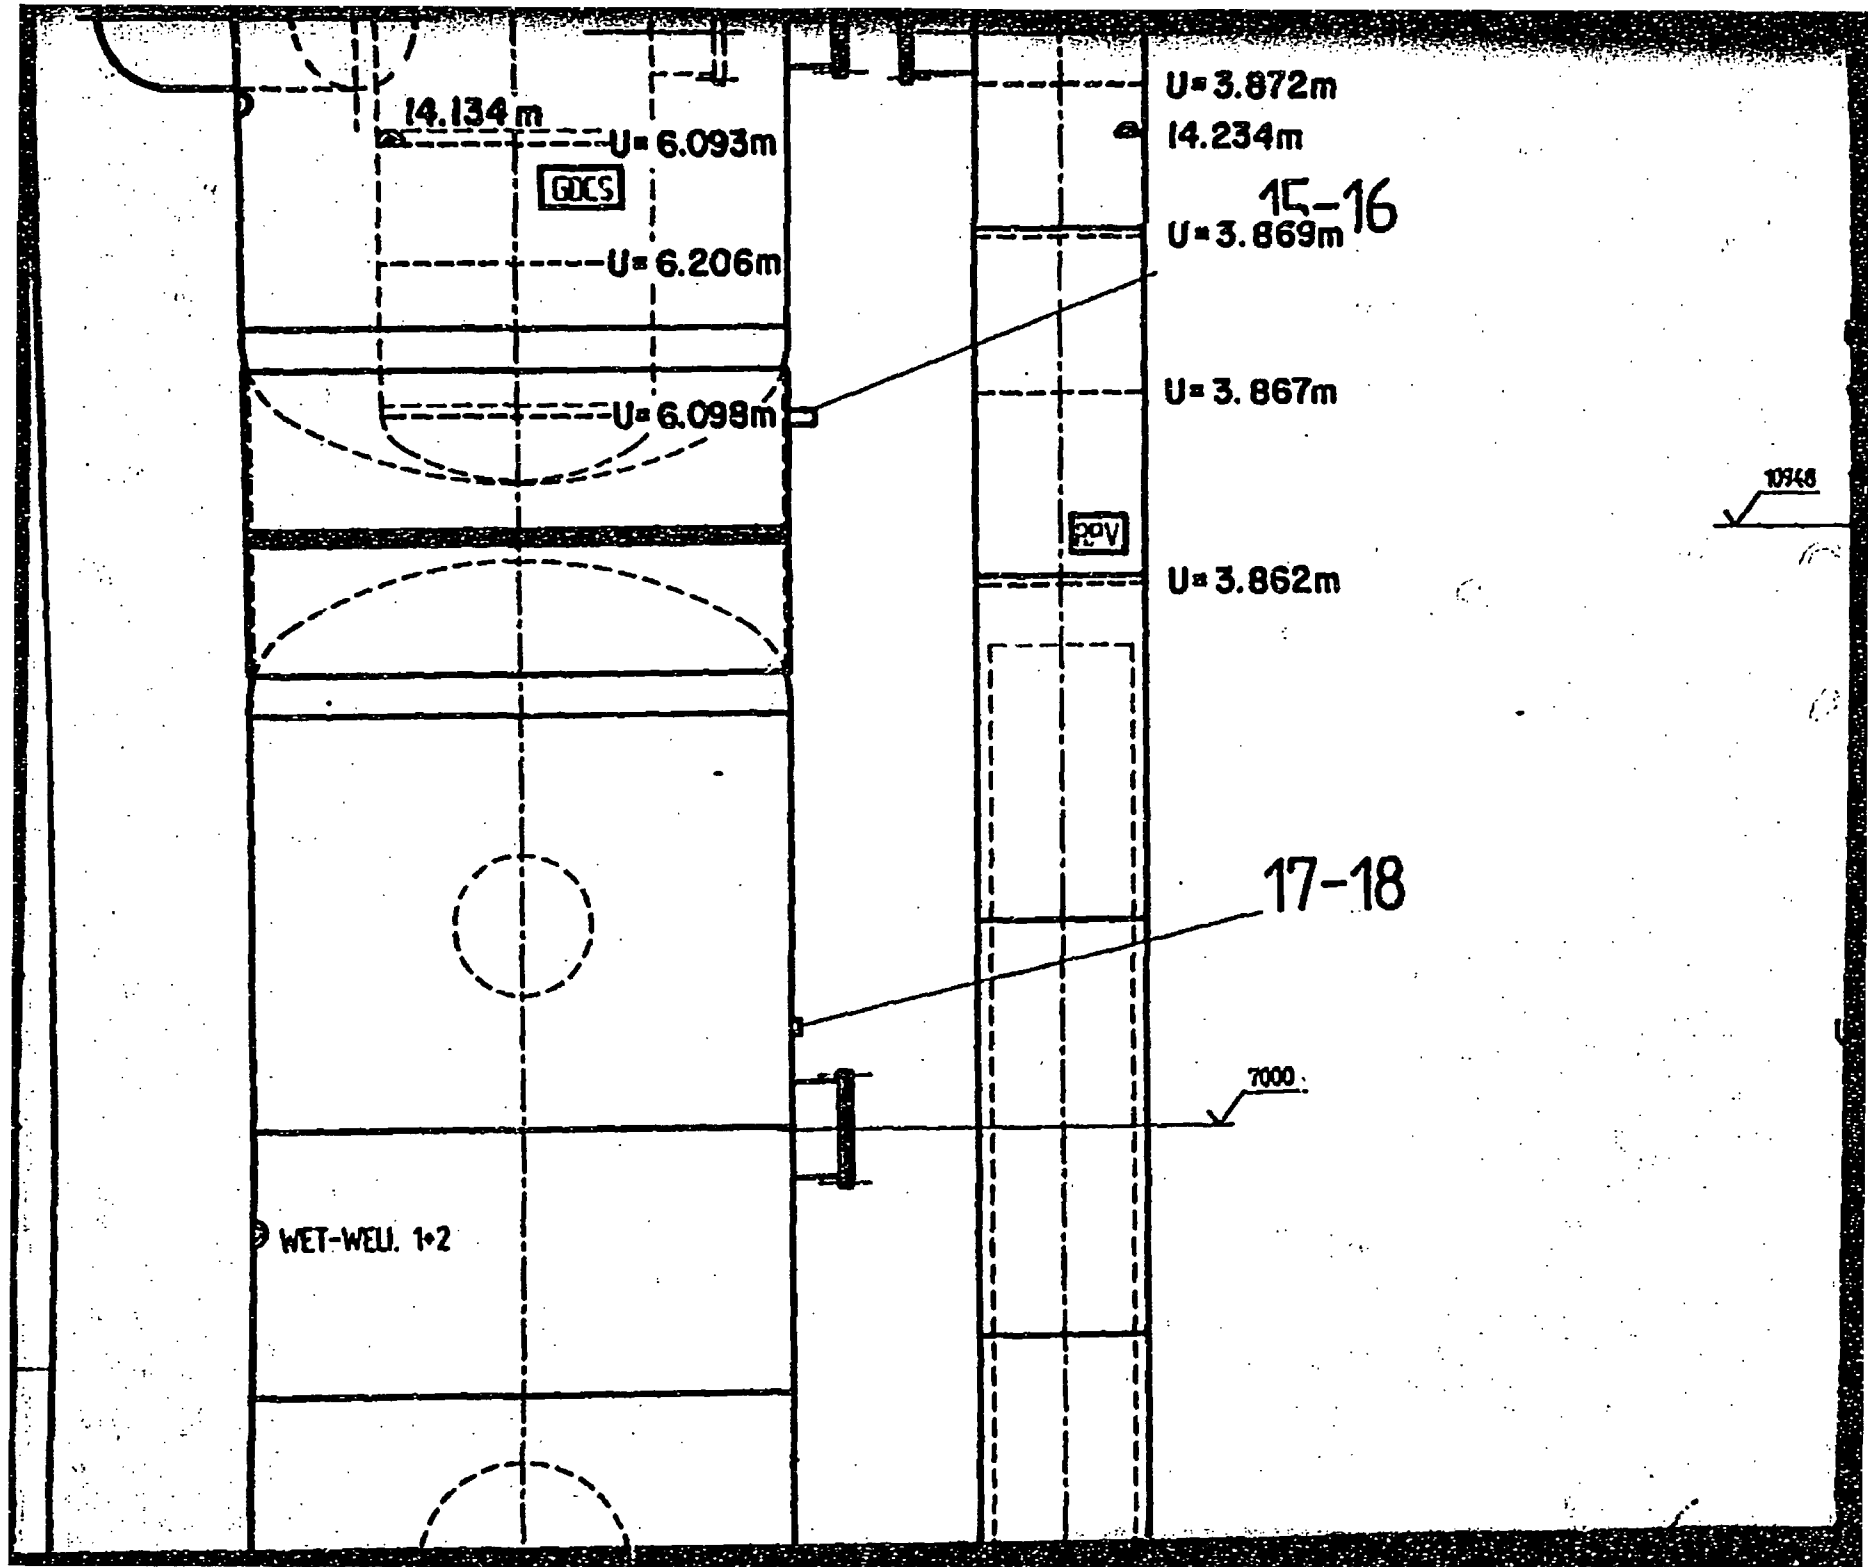 U=3.872m
14.134m
14.234m
U=6.093m
GDCS
15-16
U=3.869m
U=6.206m
U=3.867m
U=6.098m
10948
RPV
U=3.862m
17-18
7000
WET-WELL 1+2